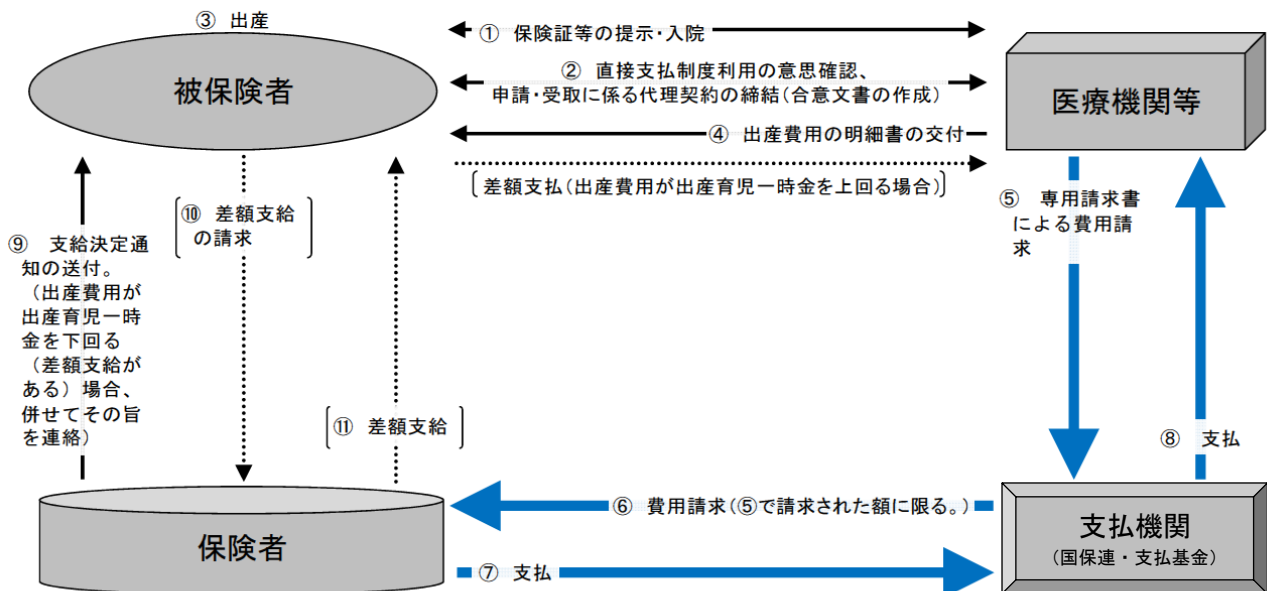 ③ 出産
① 保険証等の提示・入院
被保険者
② 直接支払制度利用の意思確認、
申請・受取に係る代理契約の締結(合意文書の作成)
医療機関等
④ 出産費用の明細書の交付
差額支払(出産費用が出産育児一時金を上回る場合)
⑩ 差額支給
の請求
⑤ 専用請求書
による費用請
求
⑨ 支給決定通
知の送付。
(出産費用が
出産育児一時
金を下回る
(差額支給が
ある)場合、
併せてその旨
を連絡)
⑪ 差額支給
⑧ 支払
⑥ 費用請求(⑤で請求された額に限る。)
保険者
支払機関
(国保連・支払基金)
⑦ 支払